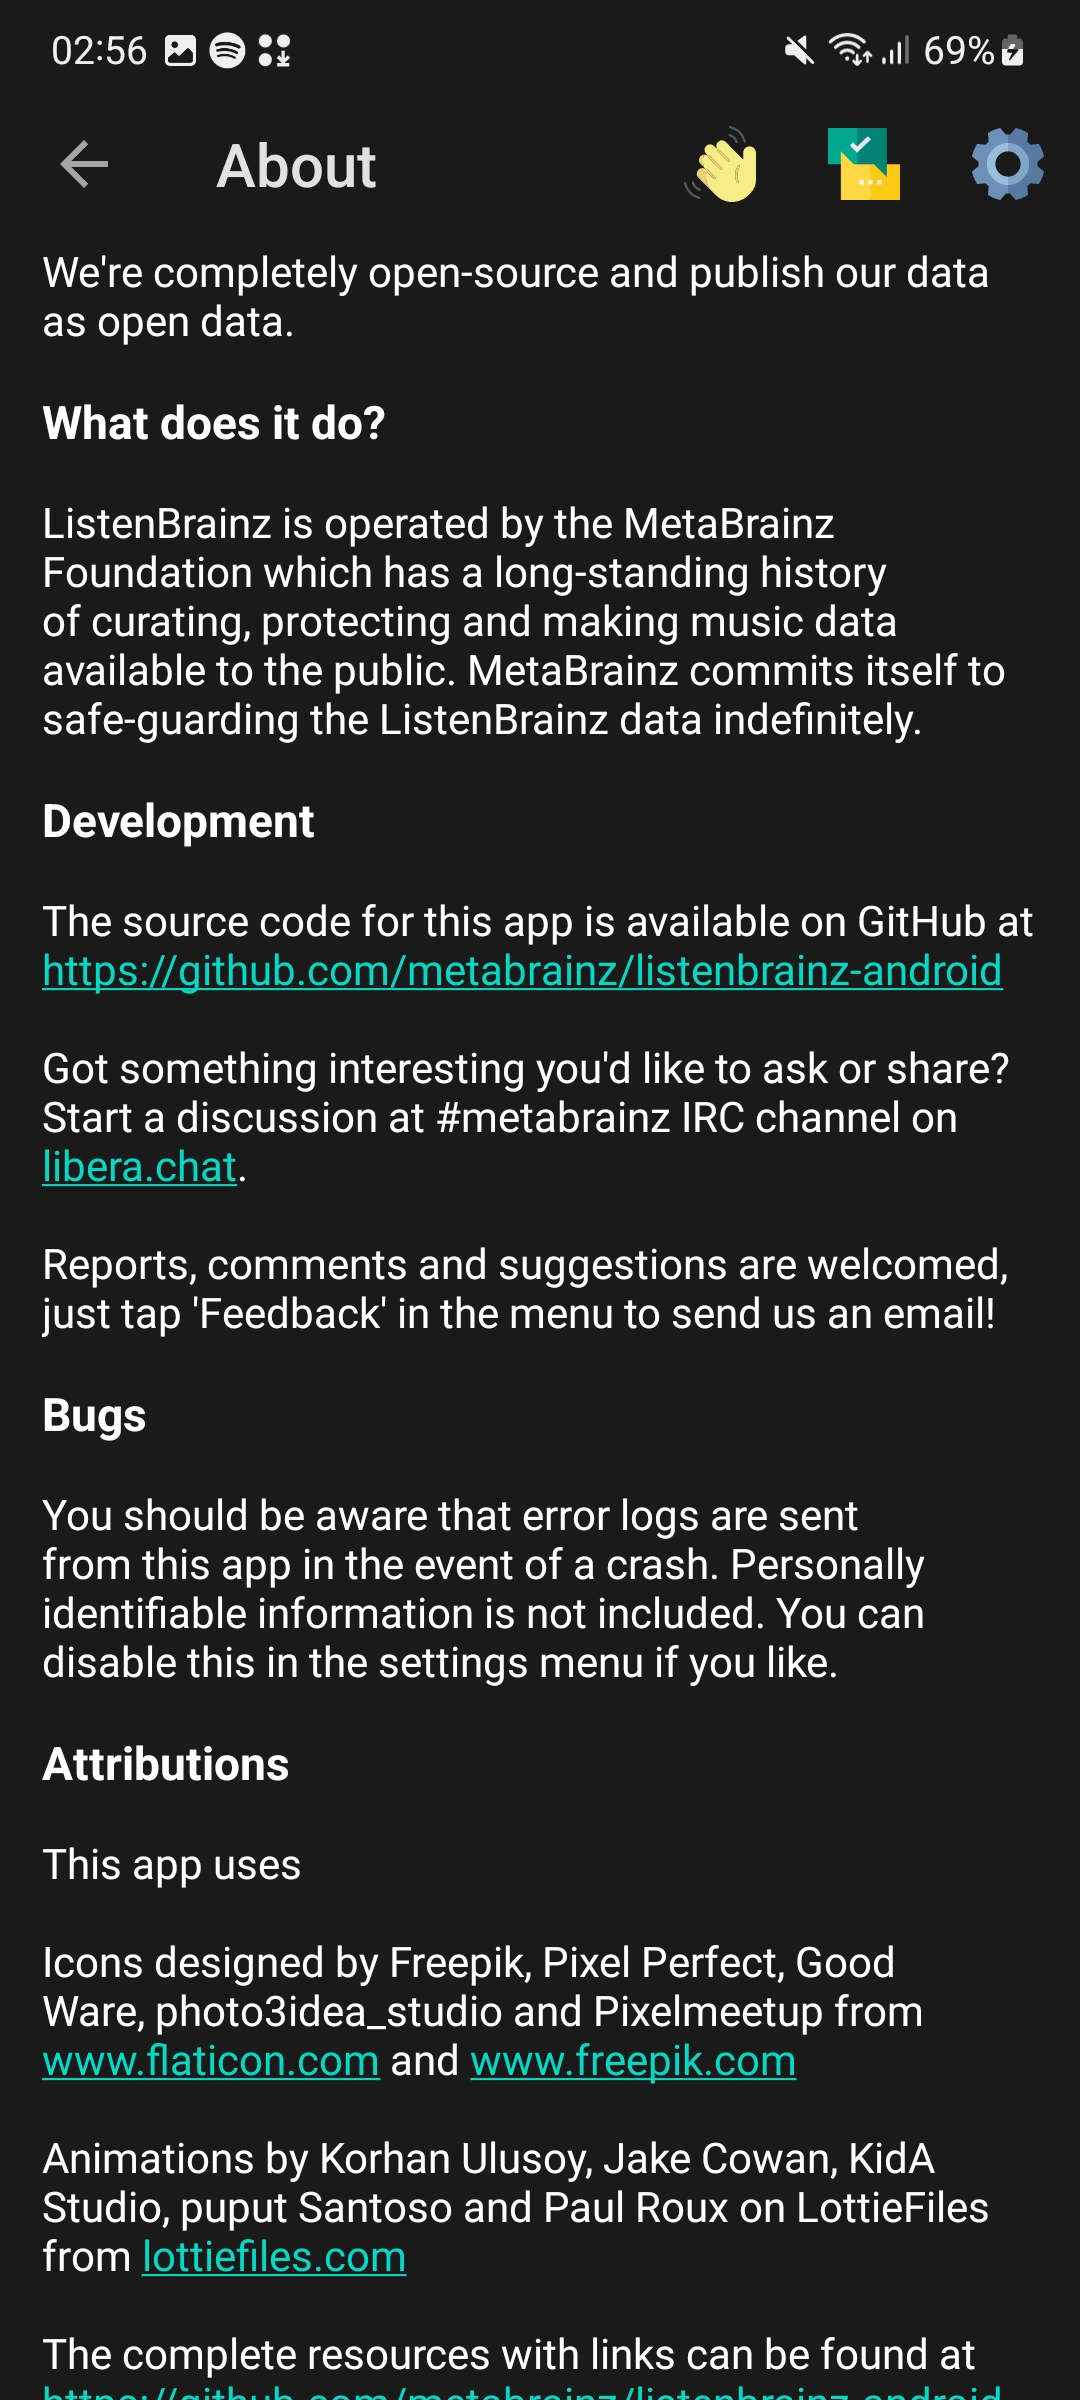 02:56
69%
About
We're completely open-source and publish our data
as open data.
What does it do?
ListenBrainz is operated by the MetaBrainz
Foundation which has a long-standing history
of curating, protecting and making music data
available to the public. MetaBrainz commits itself to
safe-guarding the ListenBrainz data indefinitely.
Development
The source code for this app is available on GitHub at
https://github.com/metabrainz/listenbrainz-android
Got something interesting you'd like to ask or share?
Start a discussion at #metabrainz IRC channel on
libera.chat.
Reports, comments and suggestions are welcomed,
just tap 'Feedback' in the menu to send us an email!
Bugs
You should be aware that error logs are sent
from this app in the event of a crash. Personally
identifiable information is not included. You can
disable this in the settings menu if you like.
Attributions
This app uses
Icons designed by Freepik, Pixel Perfect, Good
Ware, photo3idea_studio and Pixelmeetup from
www.flaticon.com and www.freepik.com
Animations by Korhan Ulusoy, Jake Cowan, KidA
Studio, puput Santoso and Paul Roux on LottieFiles
from lottiefiles.com
The complete resources with links can be found at
https://github.com/metabrainz/listenbrainz-android